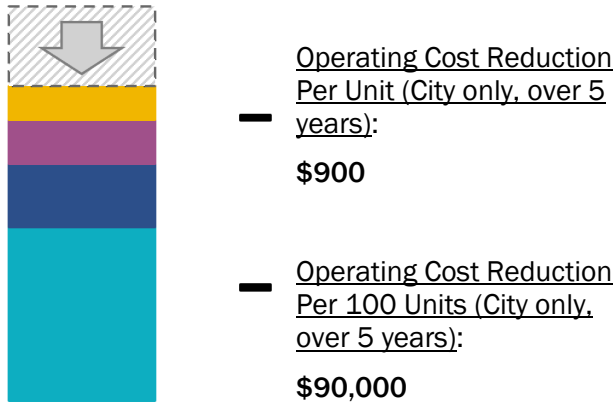 Operating Cost Reduction
Per Unit (City only, over 5
years):
$900
Operating Cost Reduction
Per 100 Units (City only,
over 5 years):
$90,000